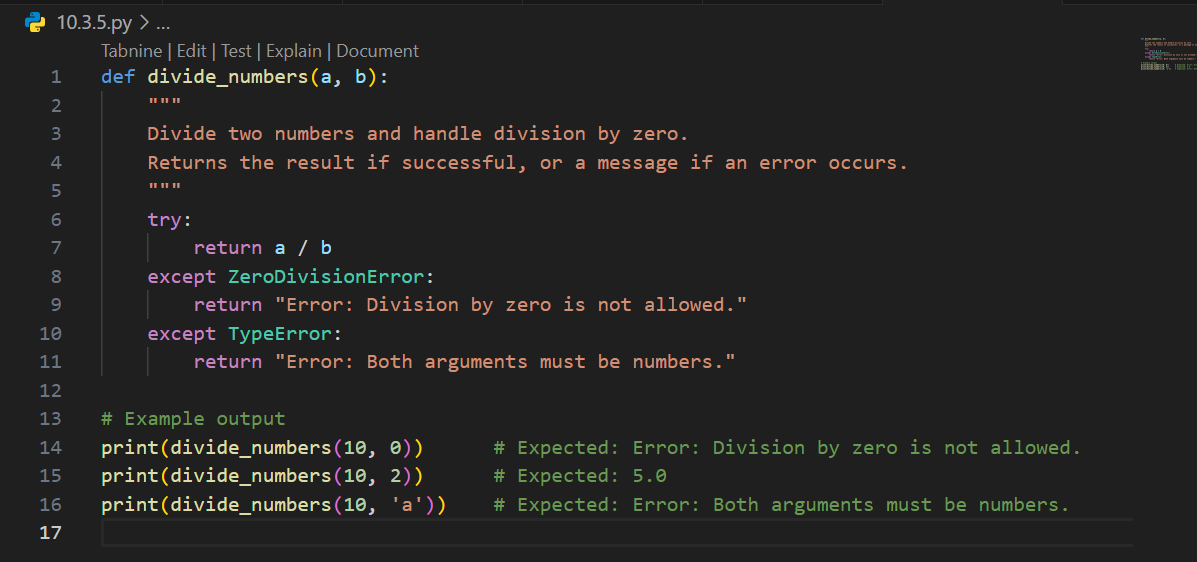 10.3.5.py > ...
Tabnine | Edit | Test | Explain | Document
1 def divide_numbers(a, b):
2     """
3     Divide two numbers and handle division by zero.
4     Returns the result if successful, or a message if an error occurs.
5     """
6     try:
7         return a / b
8     except ZeroDivisionError:
9         return "Error: Division by zero is not allowed."
10     except TypeError:
11         return "Error: Both arguments must be numbers."
12
13 # Example output
14 print(divide_numbers(10, 0))      # Expected: Error: Division by zero is not allowed.
15 print(divide_numbers(10, 2))      # Expected: 5.0
16 print(divide_numbers(10, 'a'))    # Expected: Error: Both arguments must be numbers.
17